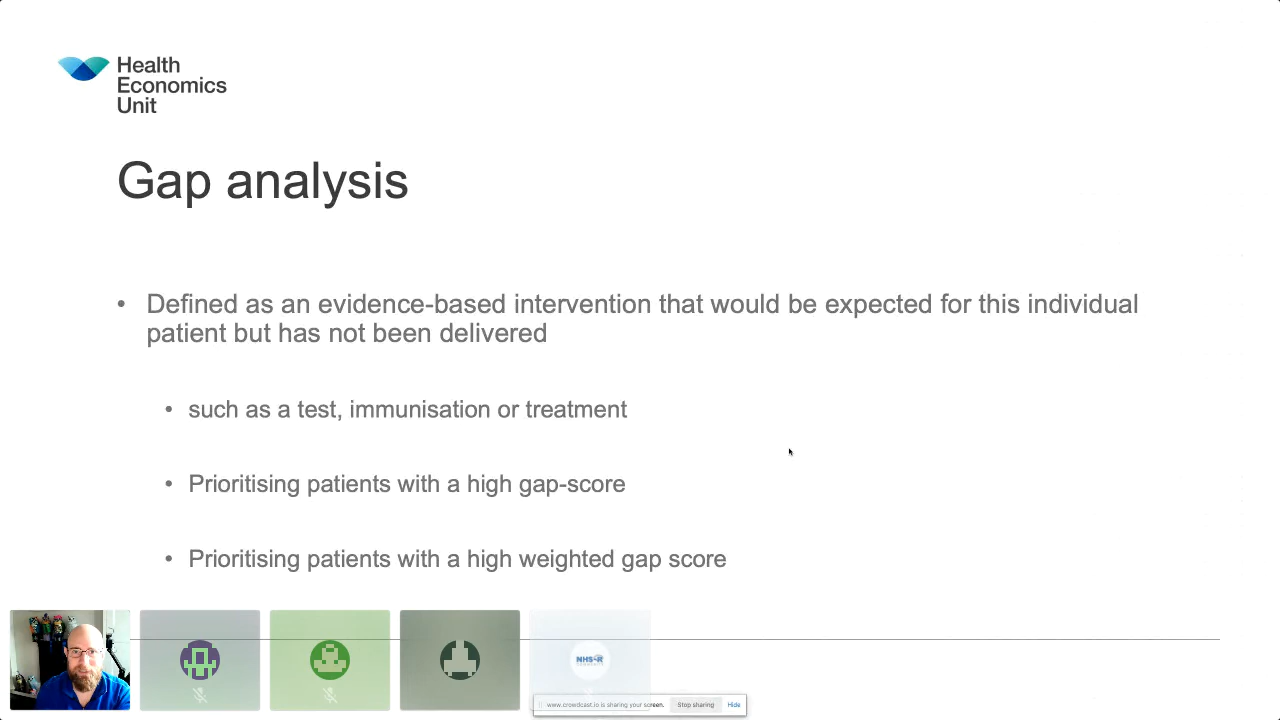 Health
Economics
Unit
Gap analysis
• Defined as an evidence-based intervention that would be expected for this individual
patient but has not been delivered
• such as a test, immunisation or treatment
• Prioritising patients with a high gap-score
• Prioritising patients with a high weighted gap score
NHS-R
www.crowdcast.io is sharing your screen.
Stop sharing
Hide